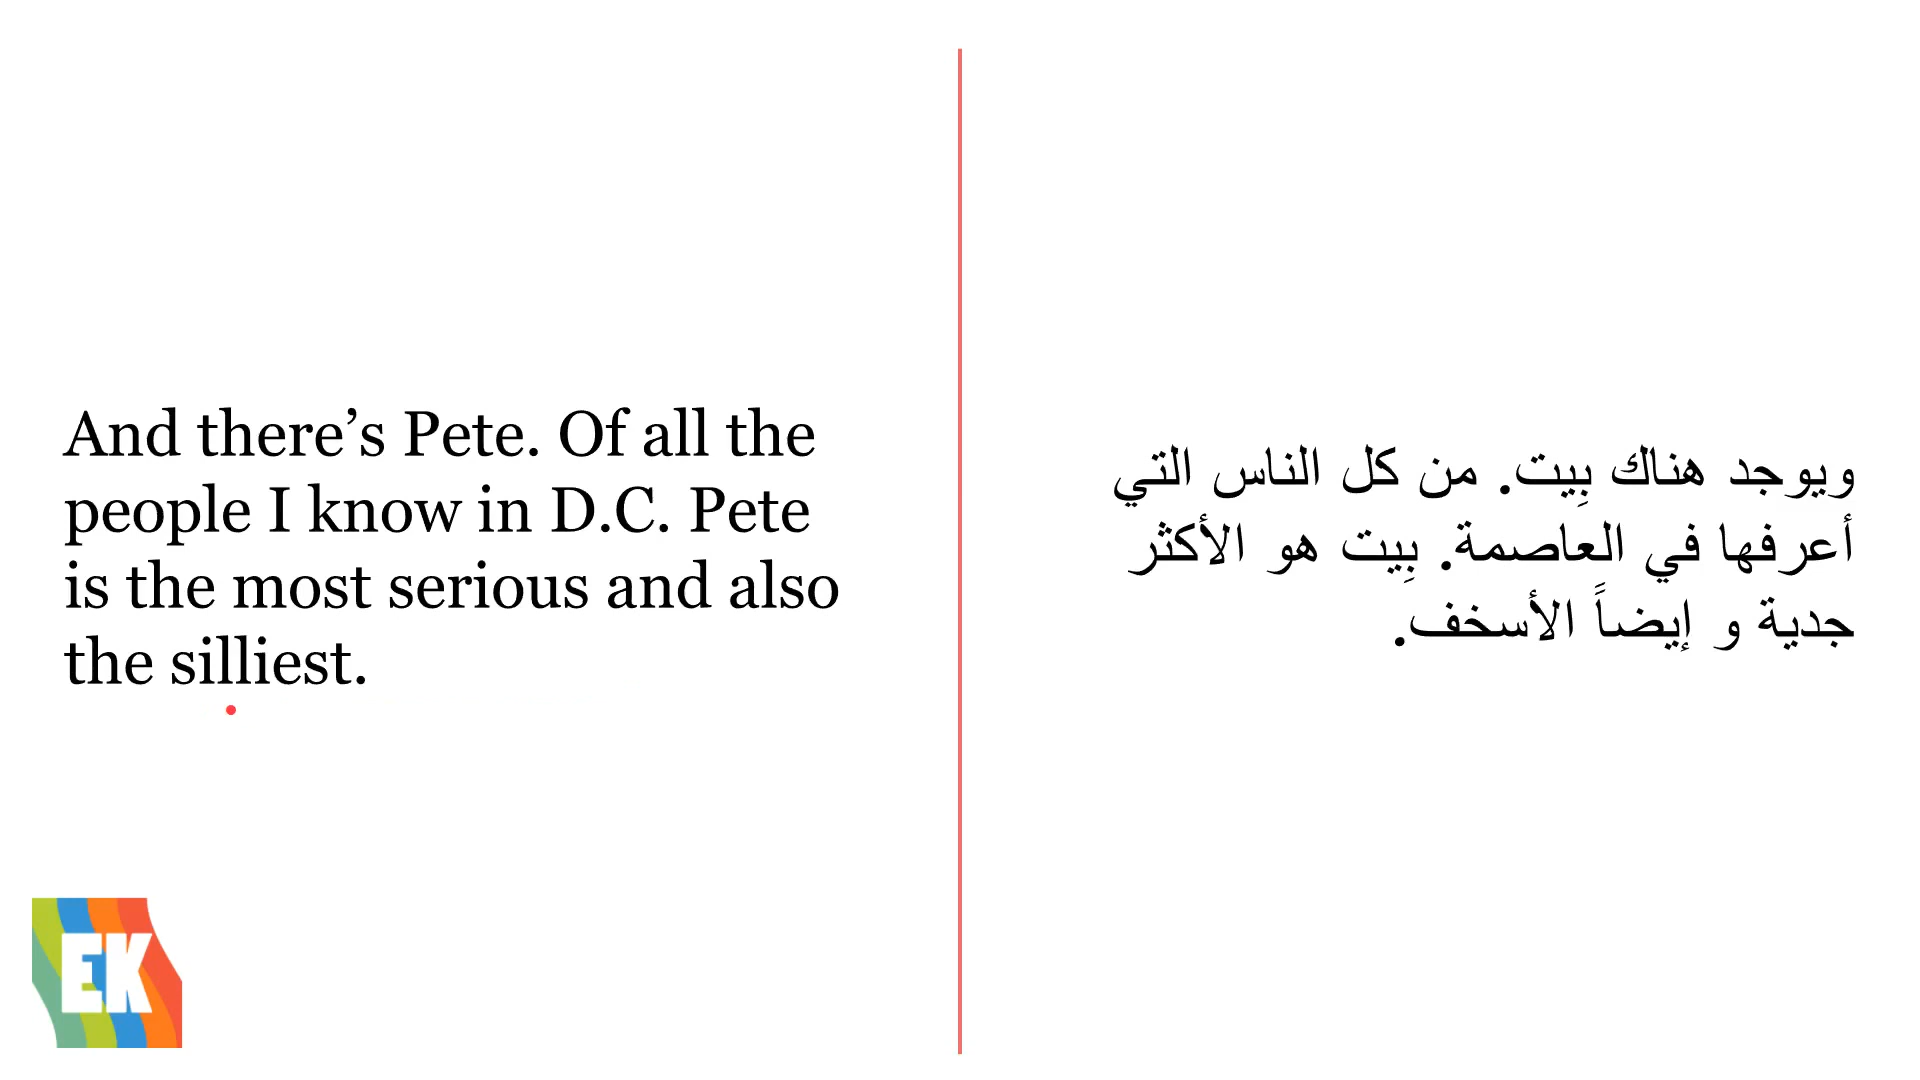 And there’s Pete. Of all the
people I know in D.C. Pete
is the most serious and also
the silliest.
ويوجد هناك بِيت. من كل الناس التي
أعرفها في العاصمة. بِيت هو الأكثر
جدية و إيضاً الأسخف.
EK